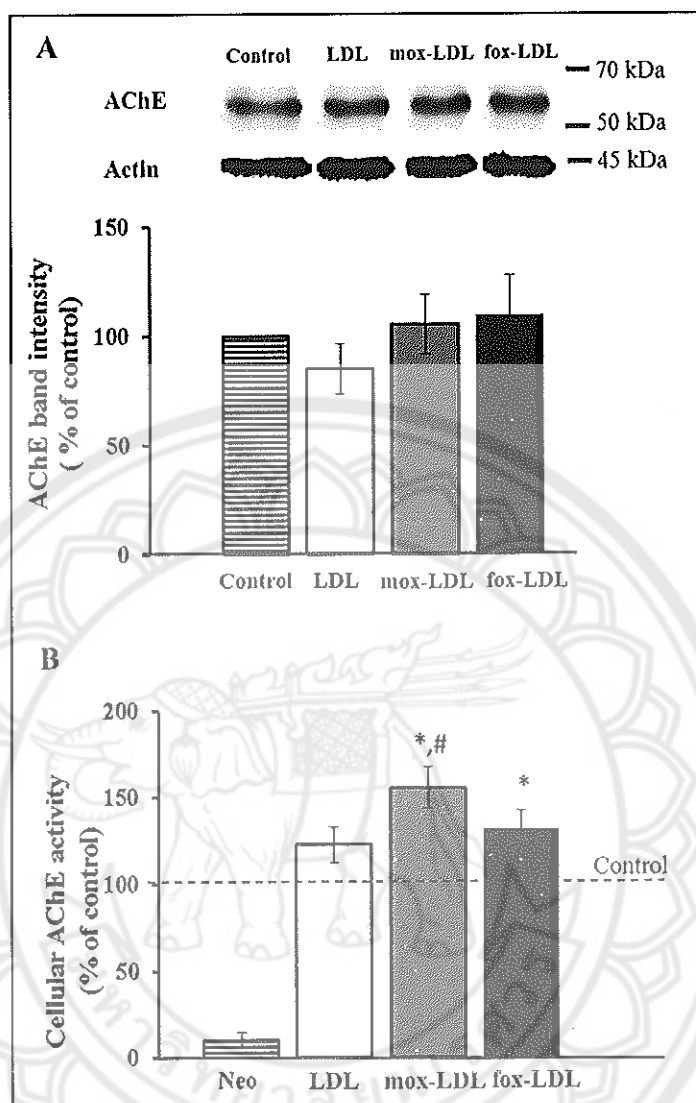 A
Control LDL mox-LDL fox-LDL
70 kDa
AChE
50 kDa
Actin
45 kDa
150
100
50
0
AChE band intensity
( % of control)
Control LDL mox-LDL fox-LDL
B
200
150
100
50
0
Cellular AChE activity
(% of control)
*,#
*
Control
Neo LDL mox-LDL fox-LDL